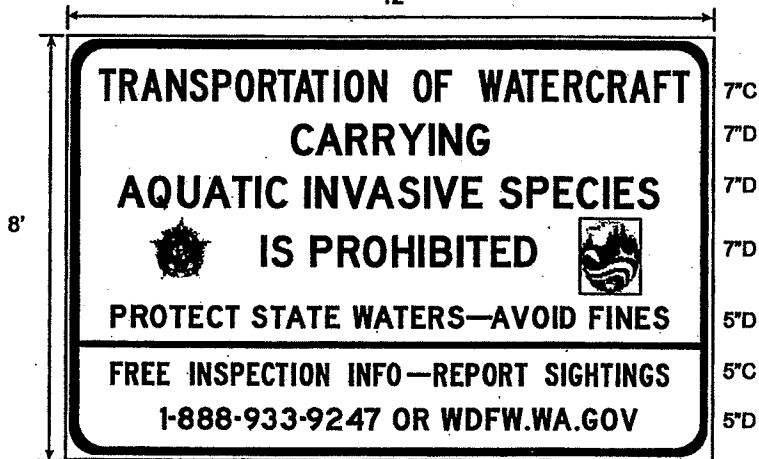 12
TRANSPORTATION OF WATERCRAFT 7"C
CARRYING 7"D
AQUATIC INVASIVE SPECIES 7"D
8'
IS PROHIBITED 7"D
PROTECT STATE WATERS—AVOID FINES 5"D
FREE INSPECTION INFO—REPORT SIGHTINGS 5"C
1-888-933-9247 OR WDFW.WA.GOV 5"D